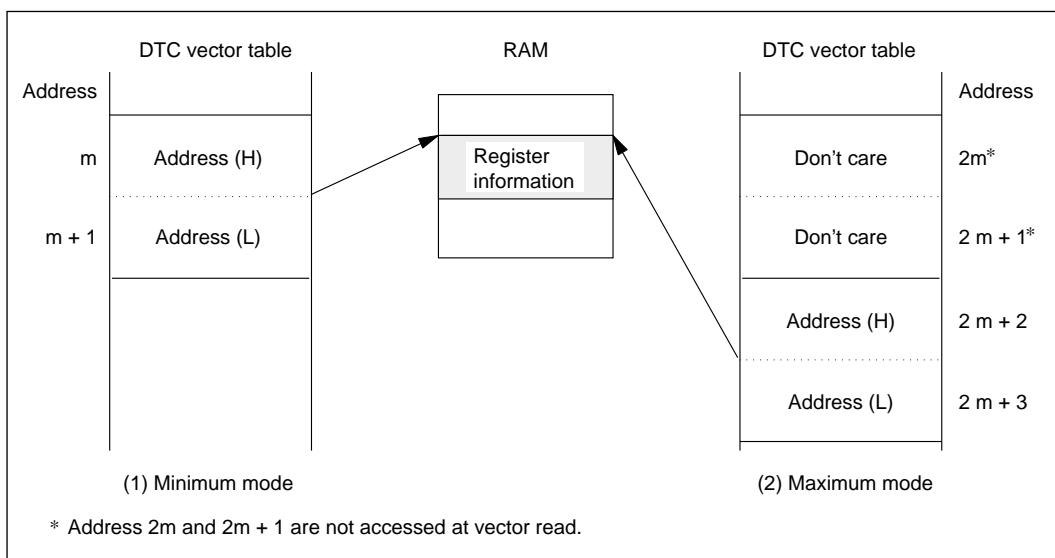 DTC vector table RAM DTC vector table
Address Address
m Address (H) Register information Don't care 2m*
m + 1 Address (L) Don't care 2 m + 1*
Address (H) 2 m + 2
Address (L) 2 m + 3
(1) Minimum mode (2) Maximum mode
* Address 2m and 2m + 1 are not accessed at vector read.